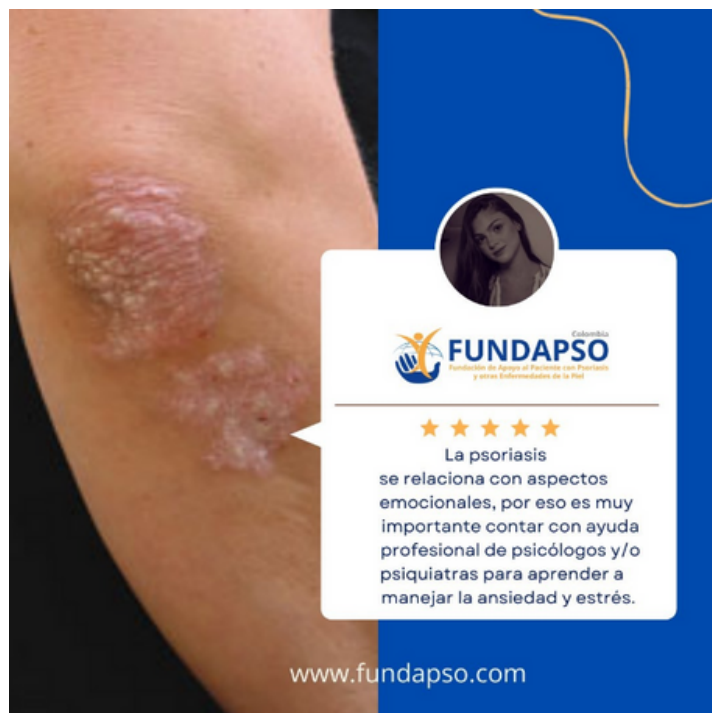 Colombia
FUNDAPSO
Fundación de Apoyo al Paciente con Psoriasis
y otras Enfermedades de la Piel
La psoriasis
se relaciona con aspectos
emocionales, por eso es muy
importante contar con ayuda
profesional de psicólogos y/o
psiquiatras para aprender a
manejar la ansiedad y estrés.
www.fundapso.com